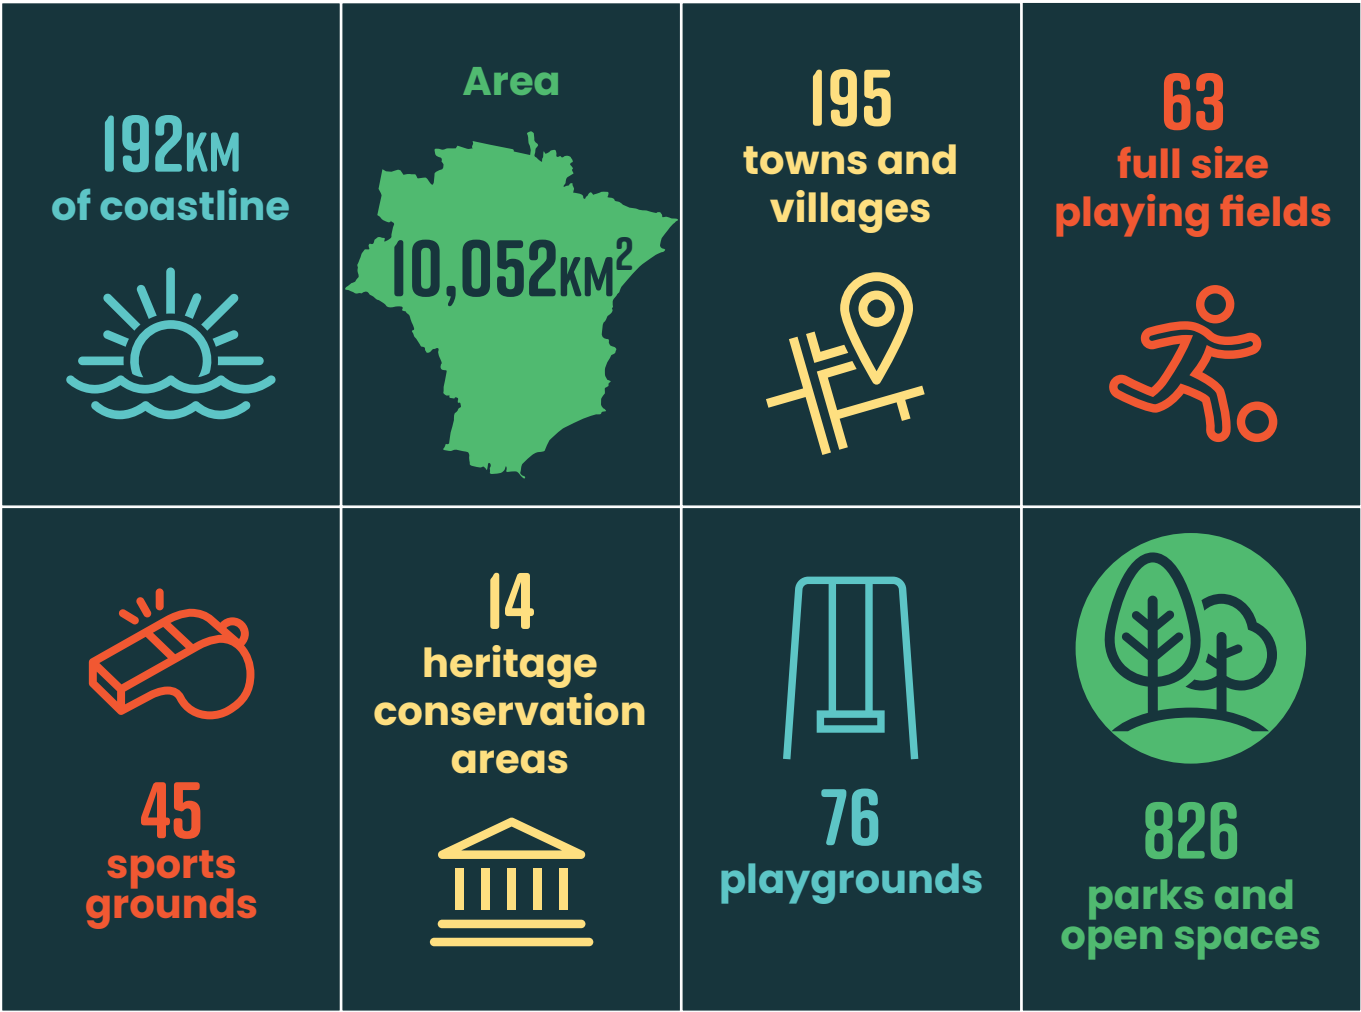 192KM
of coastline
Area
10,052KM²
195
towns and
villages
63
full size
playing fields
45
sports
grounds
14
heritage
conservation
areas
76
playgrounds
826
parks and
open spaces